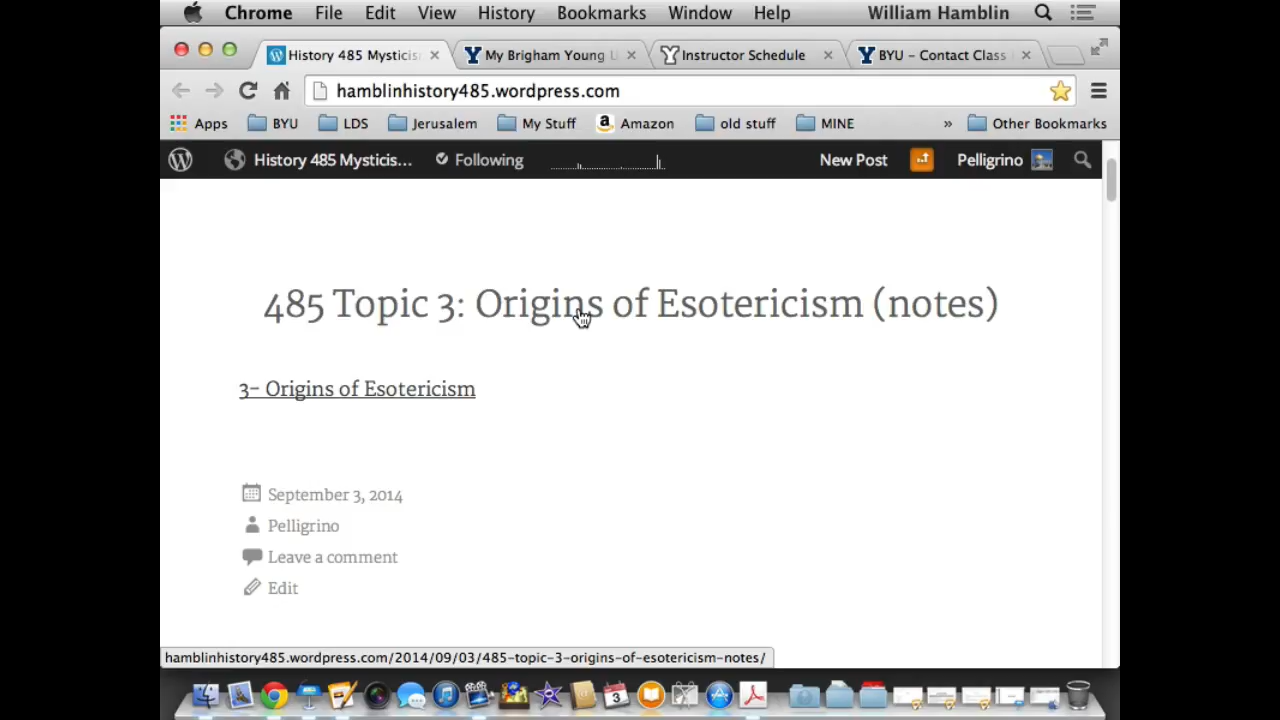 Chrome File Edit View History Bookmarks Window Help William Hamblin
History 485 Mysticis My Brigham Young U Instructor Schedule BYU – Contact Class
hamblinhistory485.wordpress.com
Apps BYU LDS Jerusalem My Stuff Amazon old stuff MINE » Other Bookmarks
History 485 Mysticis... Following New Post Pelligrino
485 Topic 3: Origins of Esotericism (notes)
3- Origins of Esotericism
September 3, 2014
Pelligrino
Leave a comment
Edit
hamblinhistory485.wordpress.com/2014/09/03/485-topic-3-origins-of-esotericism-notes/
3